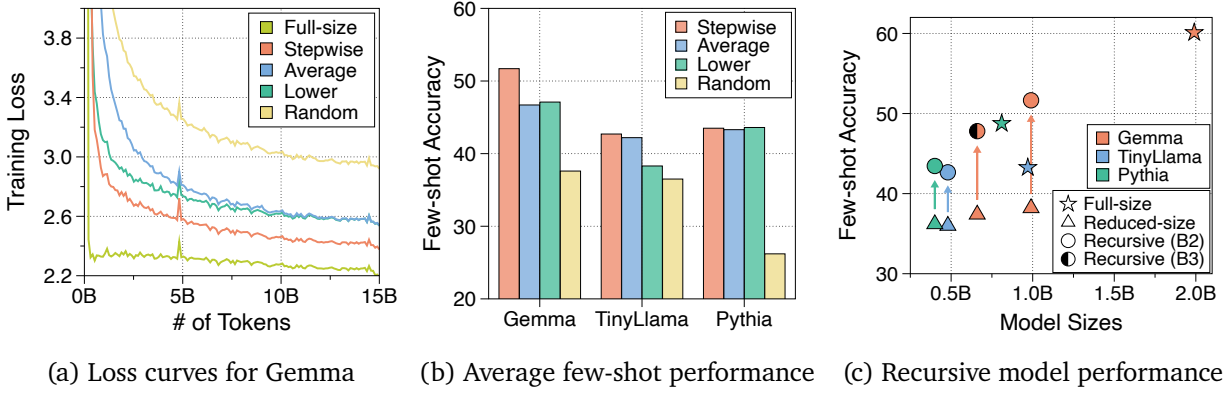 Training Loss
3.8
3.4
3.0
2.6
2.2
0B
5B
10B
15B
# of Tokens
Full-size
Stepwise
Average
Lower
Random
(a) Loss curves for Gemma
Few-shot Accuracy
60
50
40
30
20
Gemma
TinyLlama
Pythia
Stepwise
Average
Lower
Random
(b) Average few-shot performance
Few-shot Accuracy
60
50
40
30
0.5B
1.0B
1.5B
2.0B
Model Sizes
Gemma
TinyLlama
Pythia
Full-size
Reduced-size
Recursive (B2)
Recursive (B3)
(c) Recursive model performance